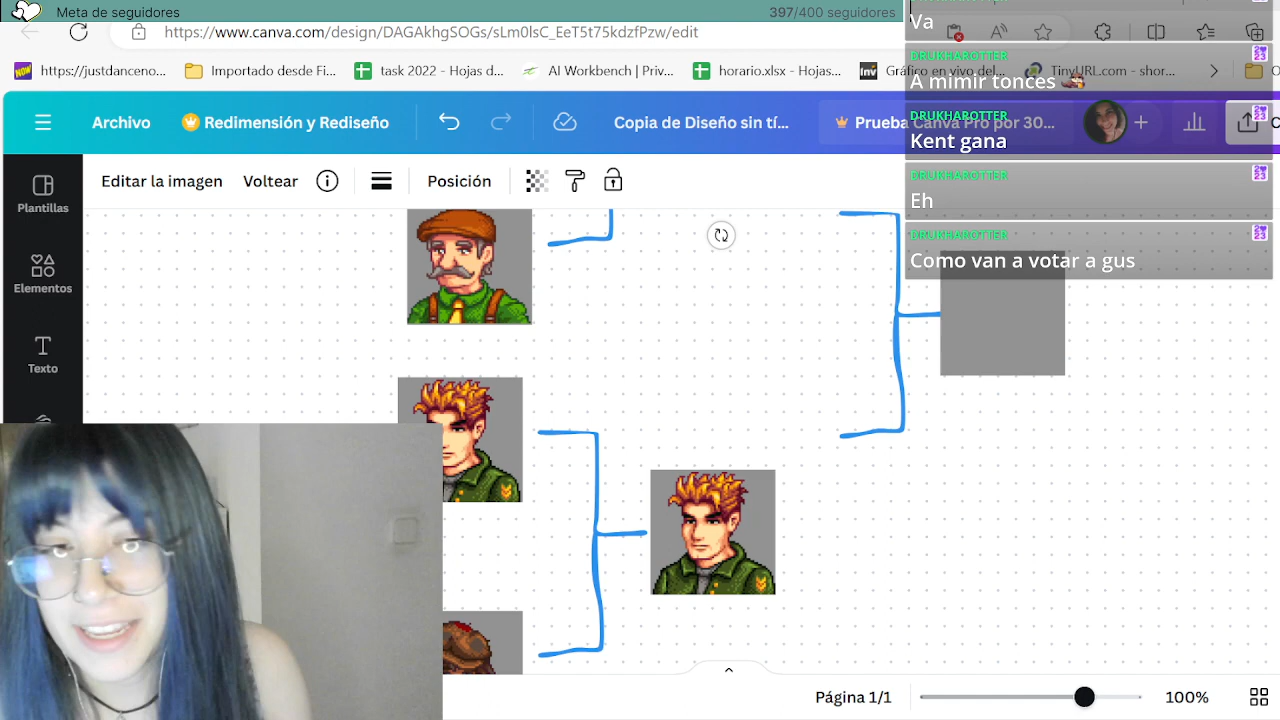 Meta de seguidores
397/400 seguidores
Va
https://www.canva.com/design/DAGAkhgSOGs/sLm0lsC_EeT5t75kdzfPzw/edit
DRUKHAROTTER
A mimir tonces
https://justdanceno...
Importado de Fi...
task 2022 - Hojas d...
AI Workbench | Priv...
horario.xlsx - Hojas...
Gráfico en vivo del...
TinyURL.com - shor...
Archivo
Redimensión y Rediseño
Copia de Diseño sin tí...
Prueba Canva Pro por 30...
DRUKHAROTTER
Kent gana
Plantillas
Editar la imagen
Voltear
Posición
DRUKHAROTTER
Eh
DRUKHAROTTER
Como van a votar a gus
Elementos
Texto
Página 1/1
100%